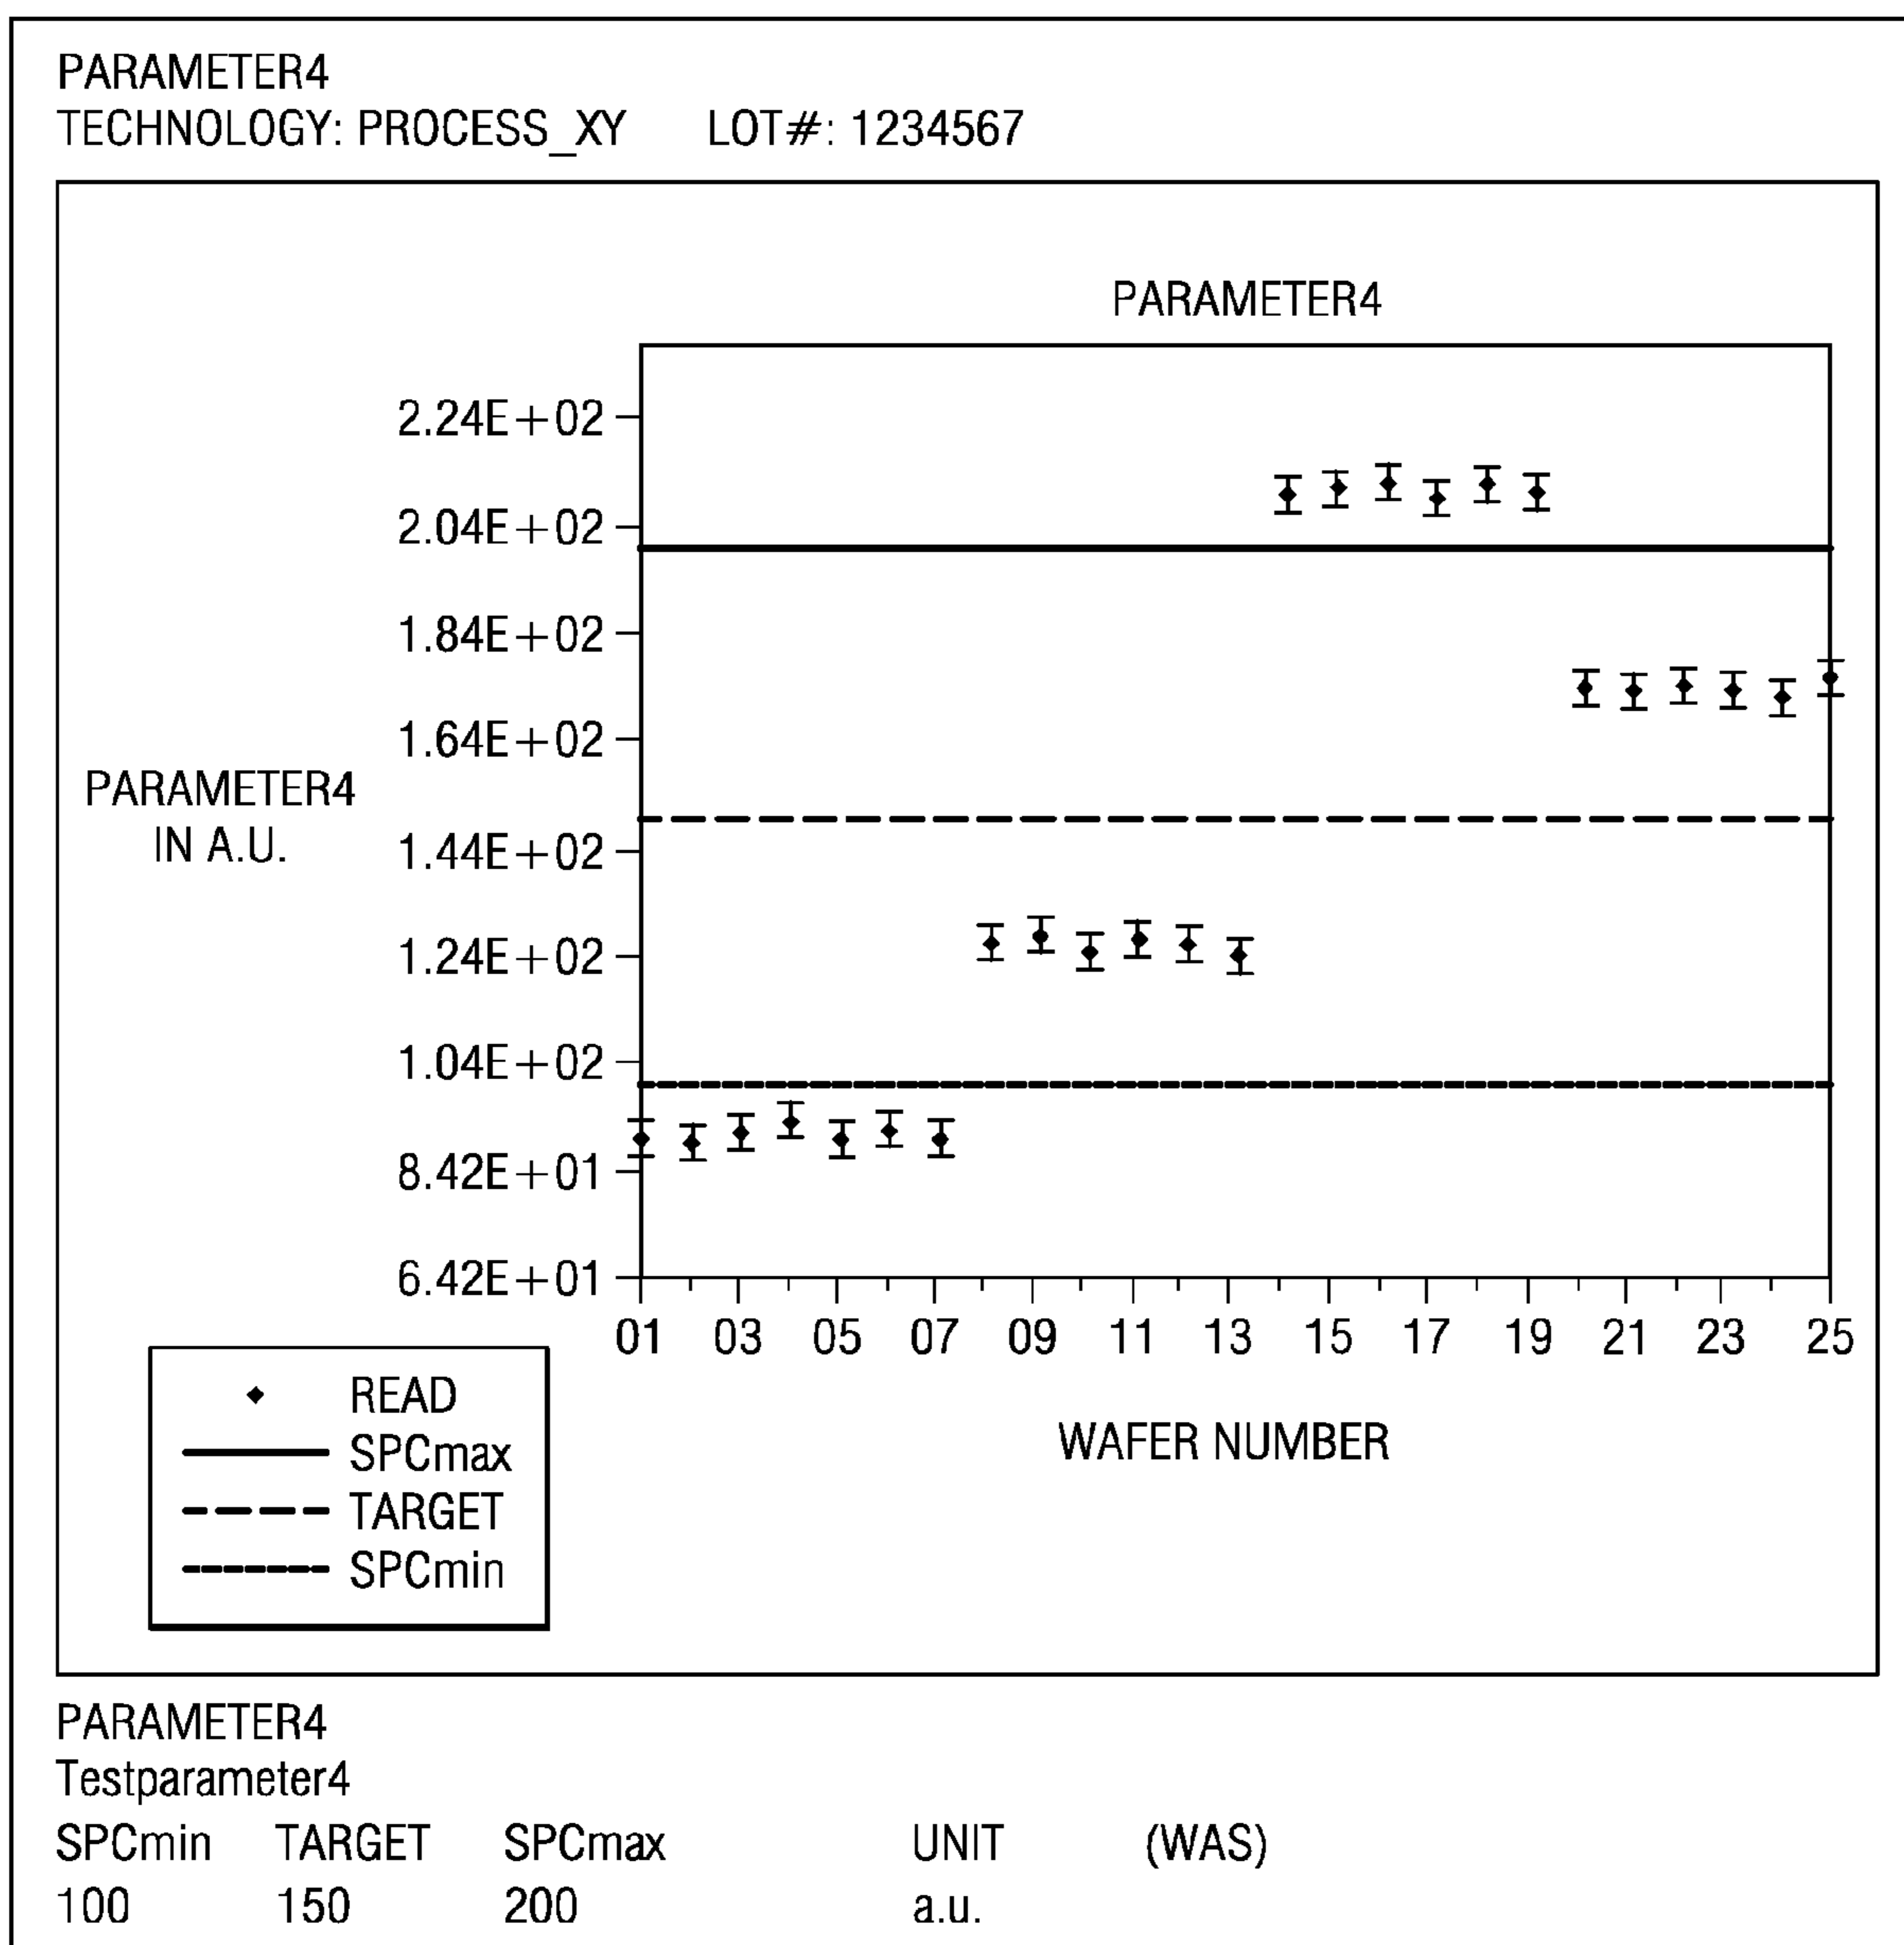 PARAMETER4
TECHNOLOGY: PROCESS_XY LOT#: 1234567
PARAMETER4
2.24E+02
2.04E+02
1.84E+02
1.64E+02
PARAMETER4
IN A.U.
1.44E+02
1.24E+02
1.04E+02
8.42E+01
6.42E+01
01 03 05 07 09 11 13 15 17 19 21 23 25
WAFER NUMBER
READ
SPCmax
TARGET
SPCmin
PARAMETER4
Testparameter4
SPCmin TARGET SPCmax UNIT (WAS)
100 150 200 a.u.